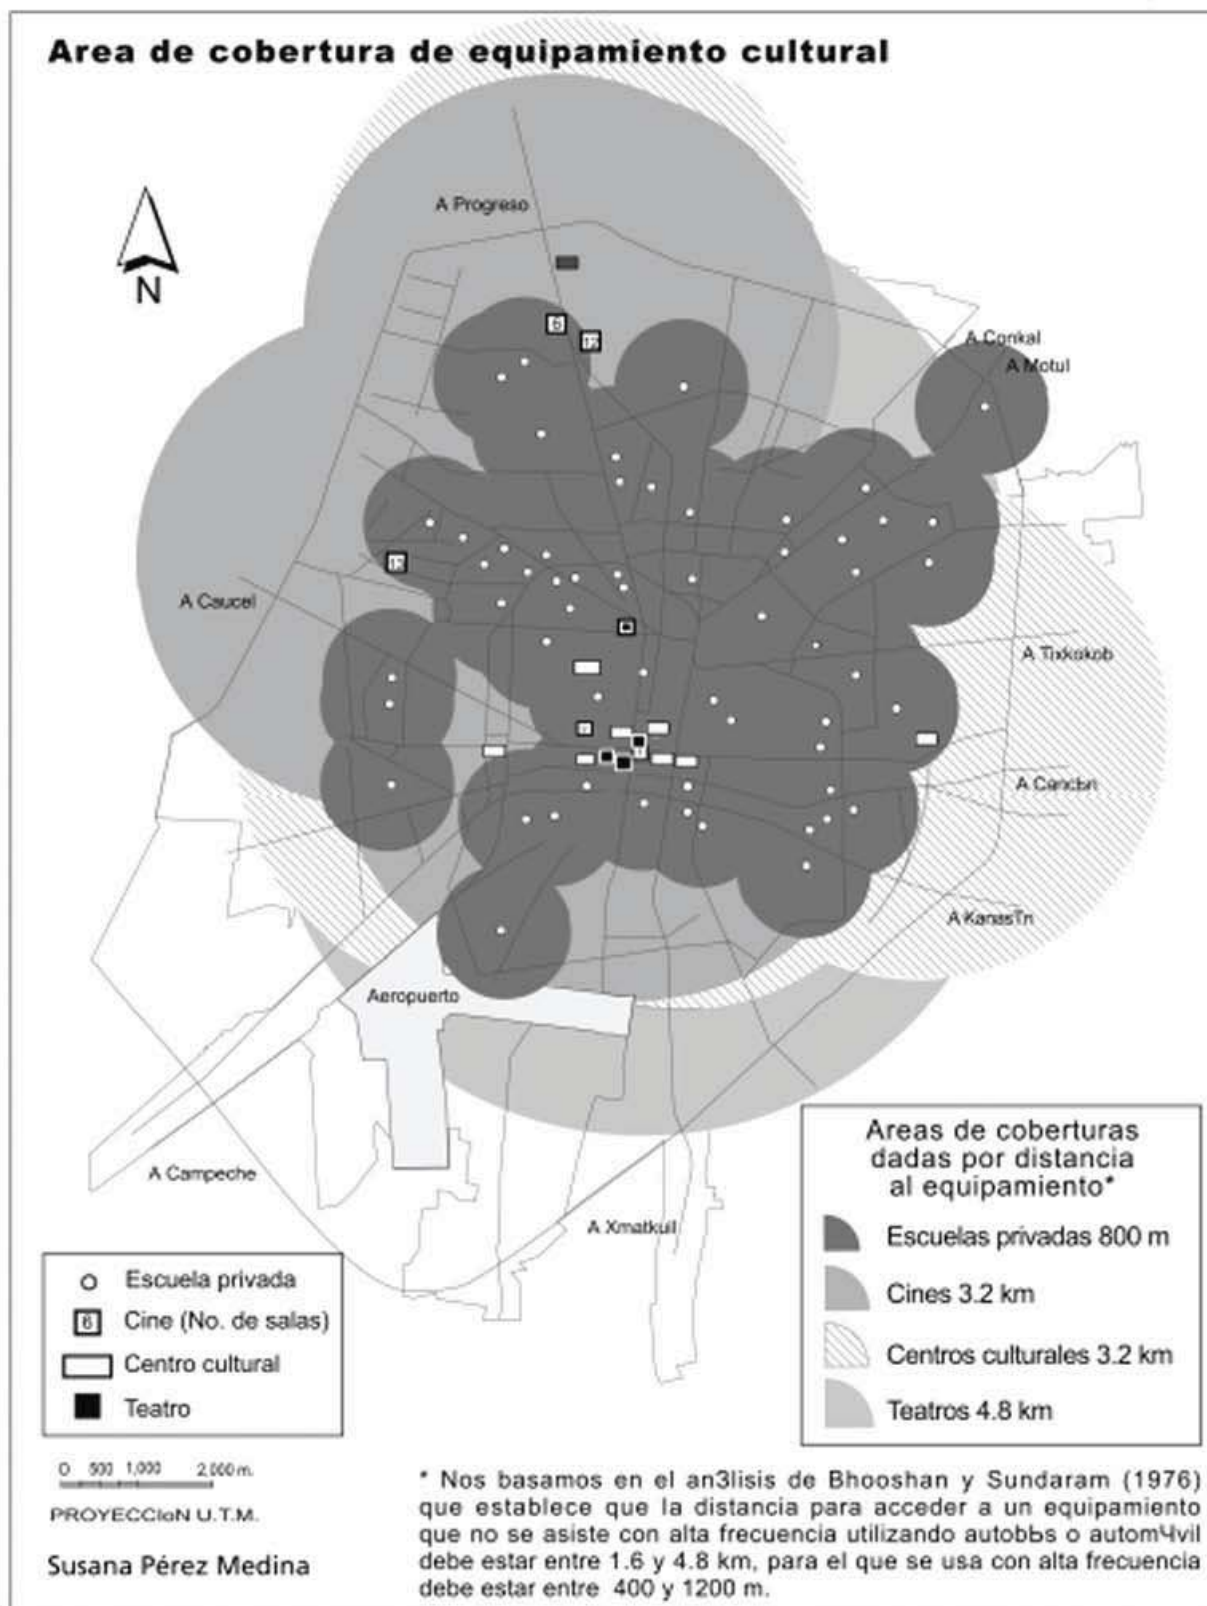 Area de cobertura de equipamiento cultural
A Progreso
N
6
12
A Conkal
A Motul
A Caucel
A Tixkokob
A Cancbn
A KanasTn
Aeropuerto
A Campeche
A Xmatkuil
Areas de coberturas
dadas por distancia
al equipamiento*
Escuelas privadas 800 m
Cines 3.2 km
Centros culturales 3.2 km
Teatros 4.8 km
Escuela privada
6 Cine (No. de salas)
Centro cultural
Teatro
0 500 1,000 2,000 m.
PROYECCIoN U.T.M.
Susana Pérez Medina
* Nos basamos en el an3lisis de Bhooshan y Sundaram (1976)
que establece que la distancia para acceder a un equipamiento
que no se asiste con alta frecuencia utilizando autobЬs o automЧvil
debe estar entre 1.6 y 4.8 km, para el que se usa con alta frecuencia
debe estar entre 400 y 1200 m.